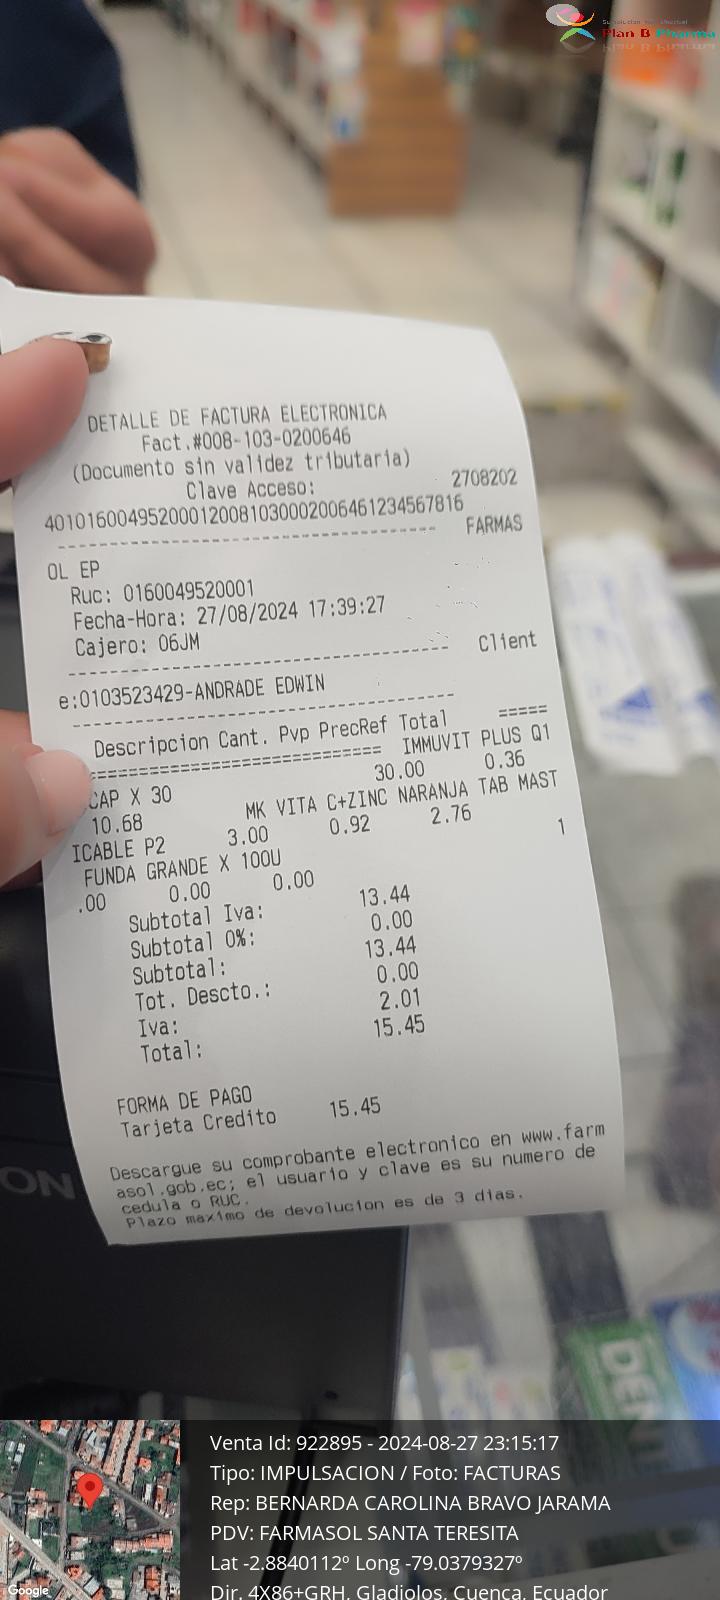 Plan B Pharma
DETALLE DE FACTURA ELECTRONICA
Fact.#008-103-0200646
(Documento sin validez tributaria)
Clave Acceso: 2708202
401016004952000120081030002006461234567816
FARMAS
OL EP
Ruc: 0160049520001
Fecha-Hora: 27/08/2024 17:39:27
Cajero: 06JM
Client
e:0103523429-ANDRADE EDWIN
Descripcion Cant. Pvp PrecRef Total
IMMUVIT PLUS Q1
CAP X 30 30.00 0.36
10.68 MK VITA C+ZINC NARANJA TAB MAST
ICABLE P2 3.00 0.92 2.76
FUNDA GRANDE X 100U 1
.00 0.00 0.00
Subtotal Iva: 13.44
Subtotal 0%: 0.00
Subtotal: 13.44
Tot. Descto.: 0.00
Iva: 2.01
Total: 15.45
FORMA DE PAGO
Tarjeta Credito 15.45
Descargue su comprobante electronico en www.farm
asol.gob.ec; el usuario y clave es su numero de
cedula o RUC.
Plazo maximo de devolucion es de 3 dias.
ON
DEN
Venta Id: 922895 - 2024-08-27 23:15:17
Tipo: IMPULSACION / Foto: FACTURAS
Rep: BERNARDA CAROLINA BRAVO JARAMA
PDV: FARMASOL SANTA TERESITA
Lat -2.8840112º Long -79.0379327º
Dir. 4X86+GRH, Gladiolos, Cuenca, Ecuador
Google